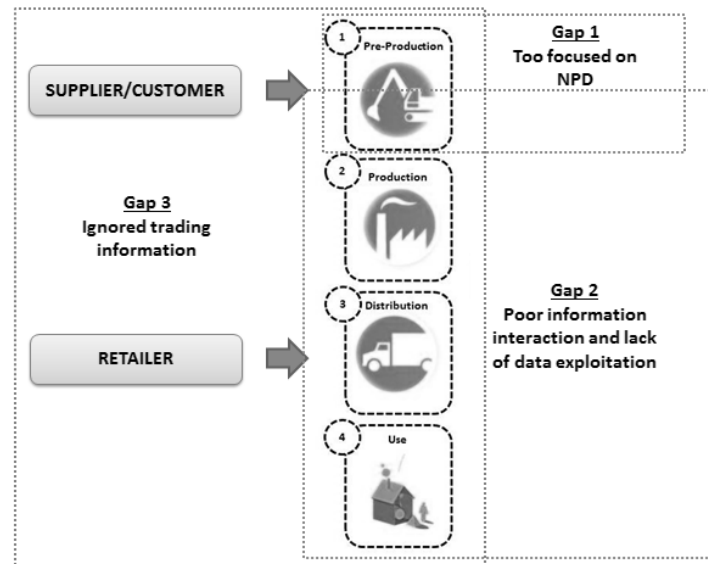 1
Pre-Production
Gap 1
Too focused on
NPD
SUPPLIER/CUSTOMER
2
Production
Gap 3
Ignored trading
information
3
Distribution
Gap 2
Poor information
interaction and lack
of data exploitation
RETAILER
4
Use